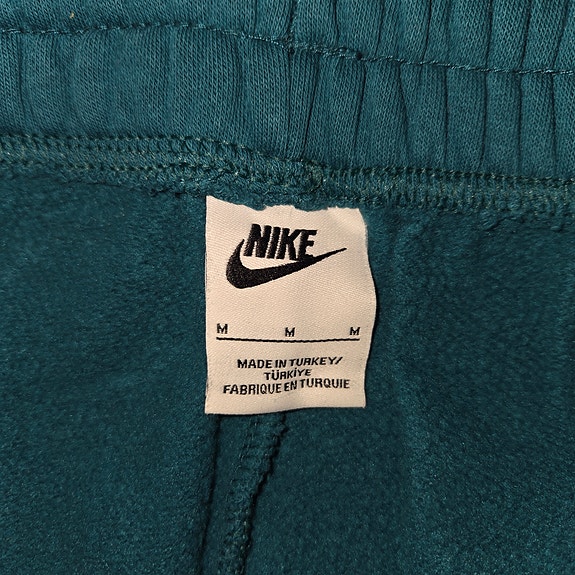 NIKE
M M M
MADE IN TURKEY/
TÜRKİYE
FABRIQUE EN TURQUIE